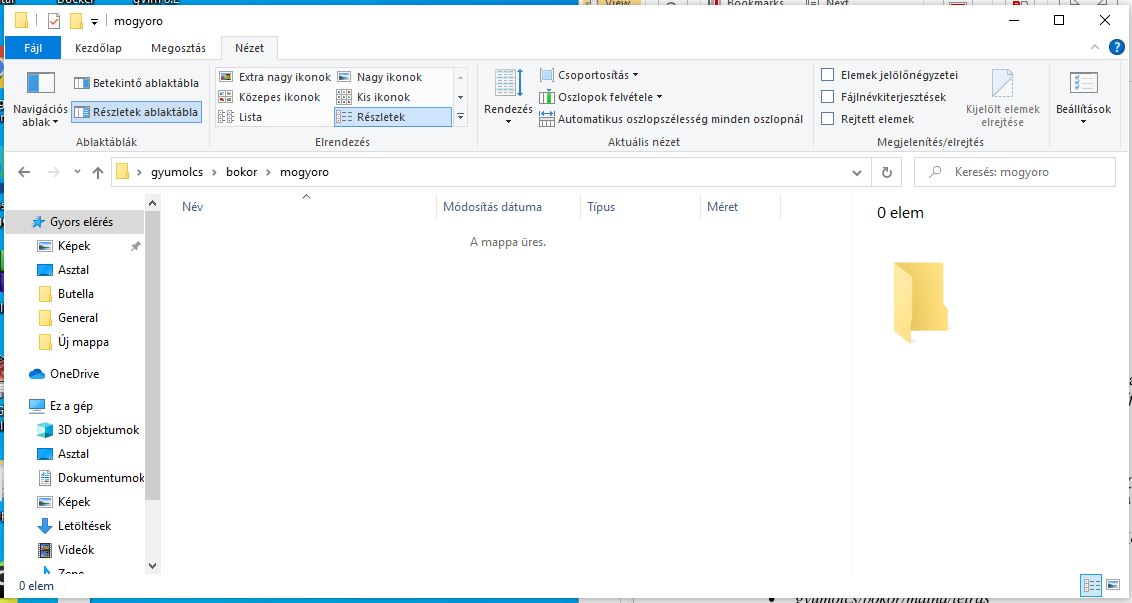 mogyoro
Fájl Kezdőlap Megosztás Nézet
Navigációs ablak
Betekintő ablaktábla
Részletek ablaktábla
Ablaktáblák
Extra nagy ikonok Nagy ikonok
Közepes ikonok Kis ikonok
Lista Részletek
Elrendezés
Rendezés
Csoportosítás
Oszlopok felvétele
Automatikus oszlopszélesség minden oszlopnál
Aktuális nézet
Elemek jelölőnégyzetei
Fájlnévkiterjesztések
Rejtett elemek
Kijelölt elemek
elrejtése
Megjelenítés/elrejtés
Beállítások
gyumolcs › bokor › mogyoro
Keresés: mogyoro
Név Módosítás dátuma Típus Méret
A mappa üres.
0 elem
Gyors elérés
Képek
Asztal
Butella
General
Új mappa
OneDrive
Ez a gép
3D objektumok
Asztal
Dokumentumok
Képek
Letöltések
Videók
Zene
0 elem
gyumolcs/bokor/malna/leiras